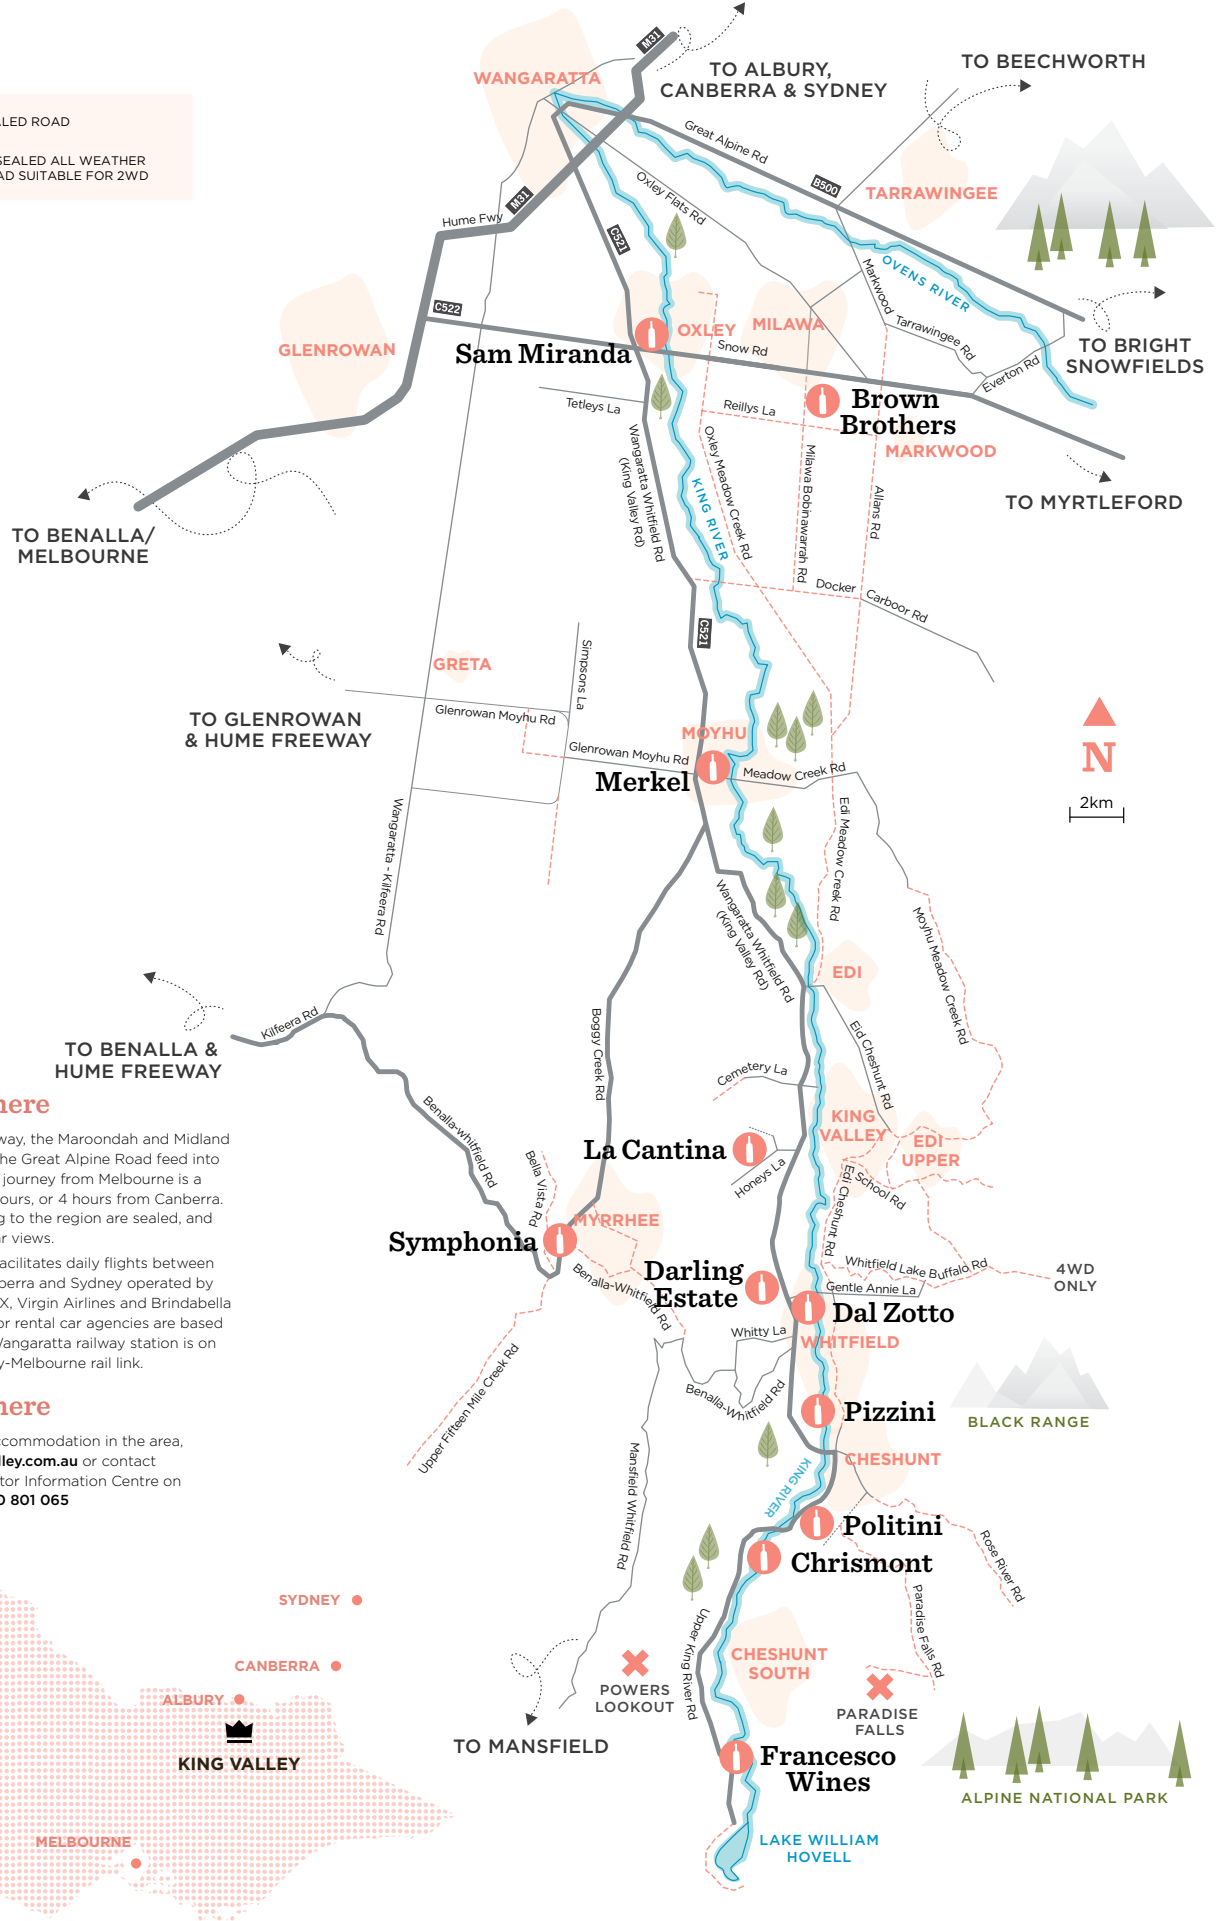 M31
TO ALBURY,
CANBERRA & SYDNEY
TO BEECHWORTH
WANGARATTA
LED ROAD
SEALED ALL WEATHER
AD SUITABLE FOR 2WD
Great Alpine Rd
B500
TARRAWINGEE
Oxley Flats Rd
M31
Hume Fwy
C521
OVENS RIVER
Markwood
Tarrawingee Rd
C522
GLENROWAN
OXLEY
MILAWA
Snow Rd
Sam Miranda
TO BRIGHT
SNOWFIELDS
Everton Rd
Tetleys La
Reillys La
Brown
Brothers
MARKWOOD
Wangaratta Whitfield Rd
(King Valley Rd)
KING RIVER
Oxley Meadow Creek Rd
Milawa Bobinawarrah Rd
Allans Rd
TO MYRTLEFORD
TO BENALLA/
MELBOURNE
Docker
Carboor Rd
C521
GRETA
Simpsons La
TO GLENROWAN
& HUME FREEWAY
Glenrowan Moyhu Rd
MOYHU
Glenrowan Moyhu Rd
Merkel
Meadow Creek Rd
N
2km
Wangaratta - Kilfeera Rd
Edi Meadow Creek Rd
Wangaratta Whitfield Rd
(King Valley Rd)
Moyhu Meadow Creek Rd
EDI
Kilfeera Rd
TO BENALLA &
HUME FREEWAY
Boggy Creek Rd
Eid Cheshunt Rd
Cemetery La
Benalla-whitfield Rd
KING
VALLEY
EDI
UPPER
here
way, the Maroondah and Midland
he Great Alpine Road feed into
journey from Melbourne is a
ours, or 4 hours from Canberra.
g to the region are sealed, and
r views.
acilitates daily flights between
berra and Sydney operated by
X, Virgin Airlines and Brindabella
or rental car agencies are based
Wangaratta railway station is on
y-Melbourne rail link.
La Cantina
Honeys La
Bella Vista Rd
E School Rd
Edi Cheshunt Rd
MYRRHEE
Symphonia
Benalla-Whitfield Rd
Darling
Estate
Whitfield Lake Buffalo Rd
4WD
ONLY
Gentle Annie La
Dal Zotto
Whitty La
WHITFIELD
Upper Fifteen Mile Creek Rd
Benalla-Whitfield Rd
Pizzini
BLACK RANGE
here
ccommodation in the area,
lley.com.au or contact
tor Information Centre on
0 801 065
Mansfield Whitfield Rd
CHESHUNT
KING RIVER
Politini
Chrismont
Rose River Rd
Paradise Falls Rd
SYDNEY
CANBERRA
ALBURY
KING VALLEY
MELBOURNE
Upper King River Rd
CHESHUNT
SOUTH
POWERS
LOOKOUT
PARADISE
FALLS
TO MANSFIELD
Francesco
Wines
ALPINE NATIONAL PARK
LAKE WILLIAM
HOVELL